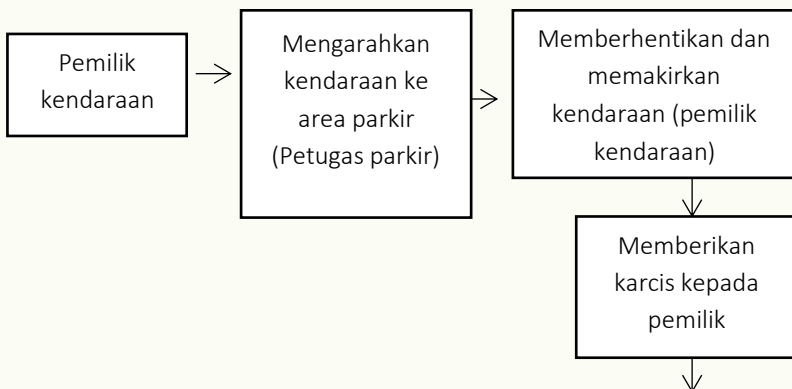 Pemilik
kendaraan
Mengarahkan
kendaraan ke
area parkir
(Petugas parkir)
Memberhentikan dan
memakirkan
kendaraan (pemilik
kendaraan)
Memberikan
karcis kepada
pemilik